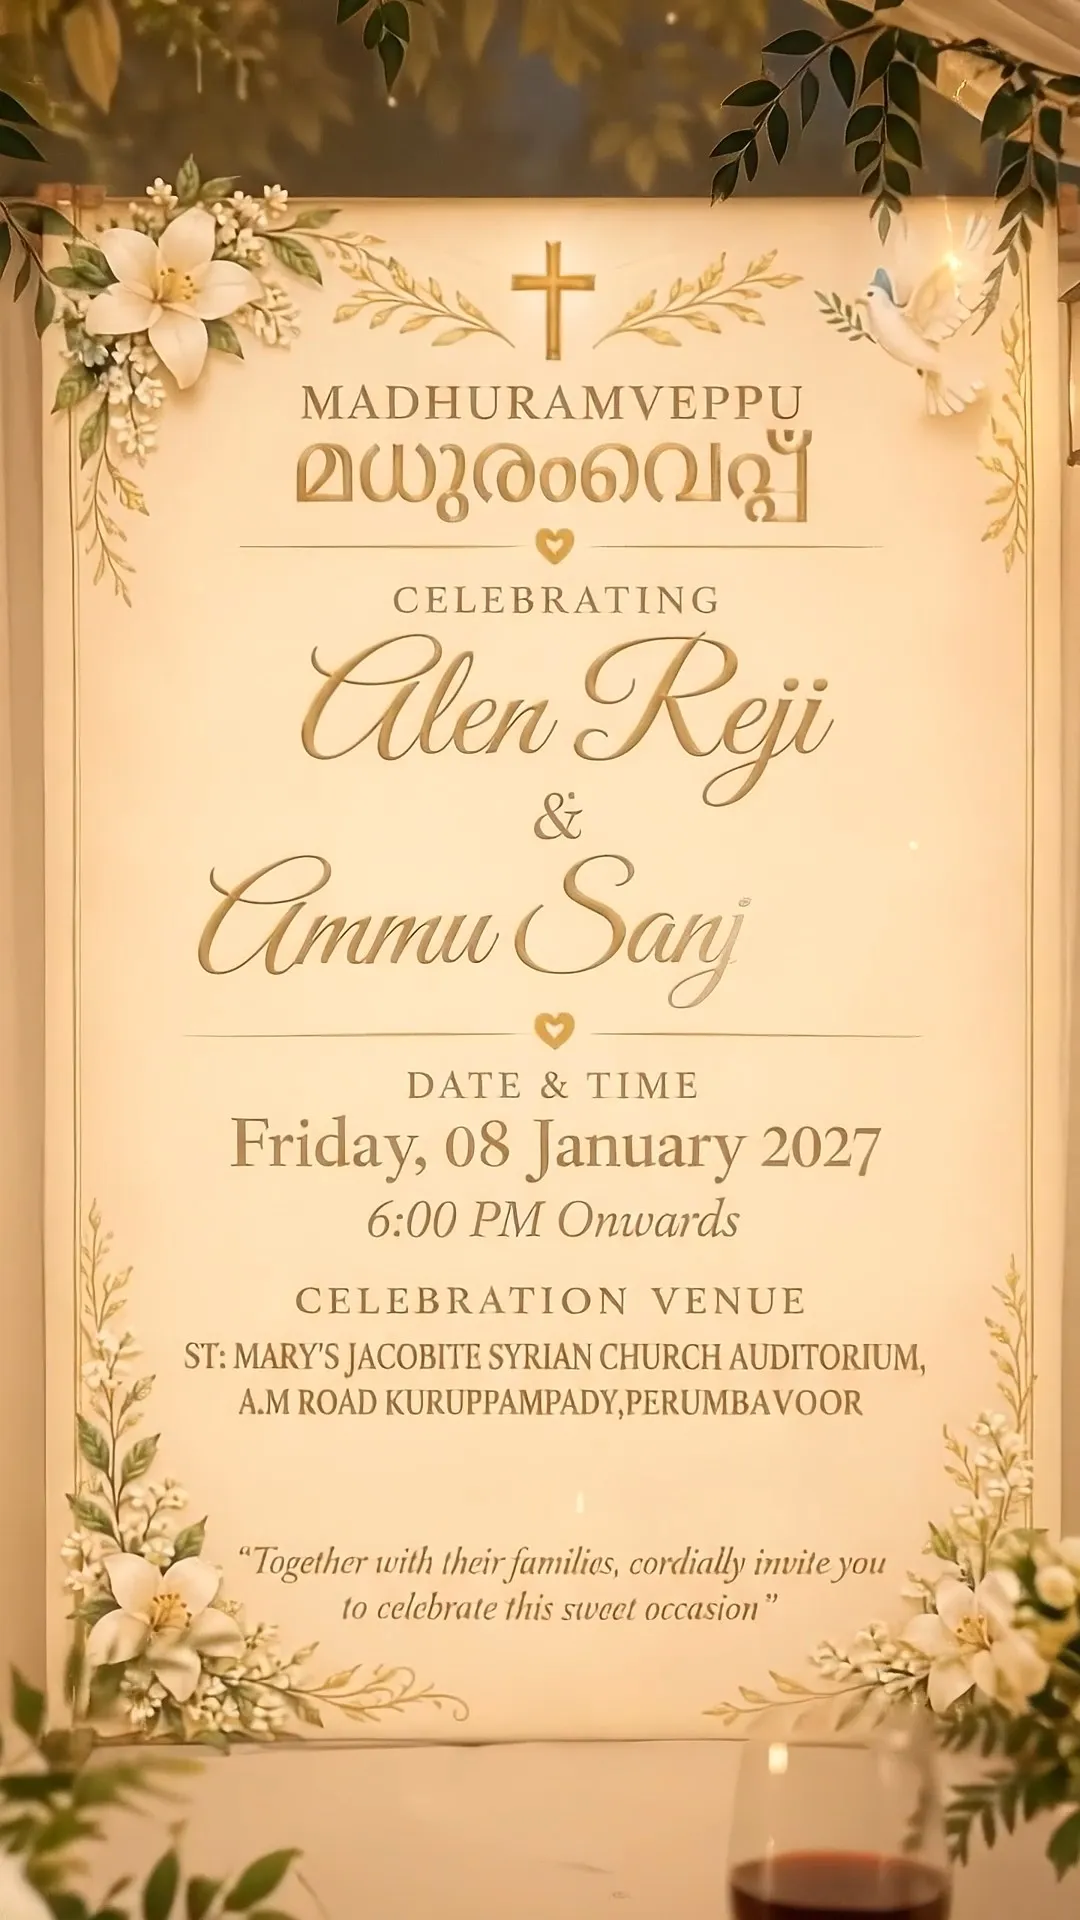 MADHURAMVEPPU
മധുരംവെപ്പ്
CELEBRATING
Alen Reji
&
Ammu Sanj
DATE & TIME
Friday, 08 January 2027
6:00 PM Onwards
CELEBRATION VENUE
ST: MARY'S JACOBITE SYRIAN CHURCH AUDITORIUM,
A.M ROAD KURUPPAMPADY,PERUMBAVOOR
“Together with their families, cordially invite you
to celebrate this sweet occasion”